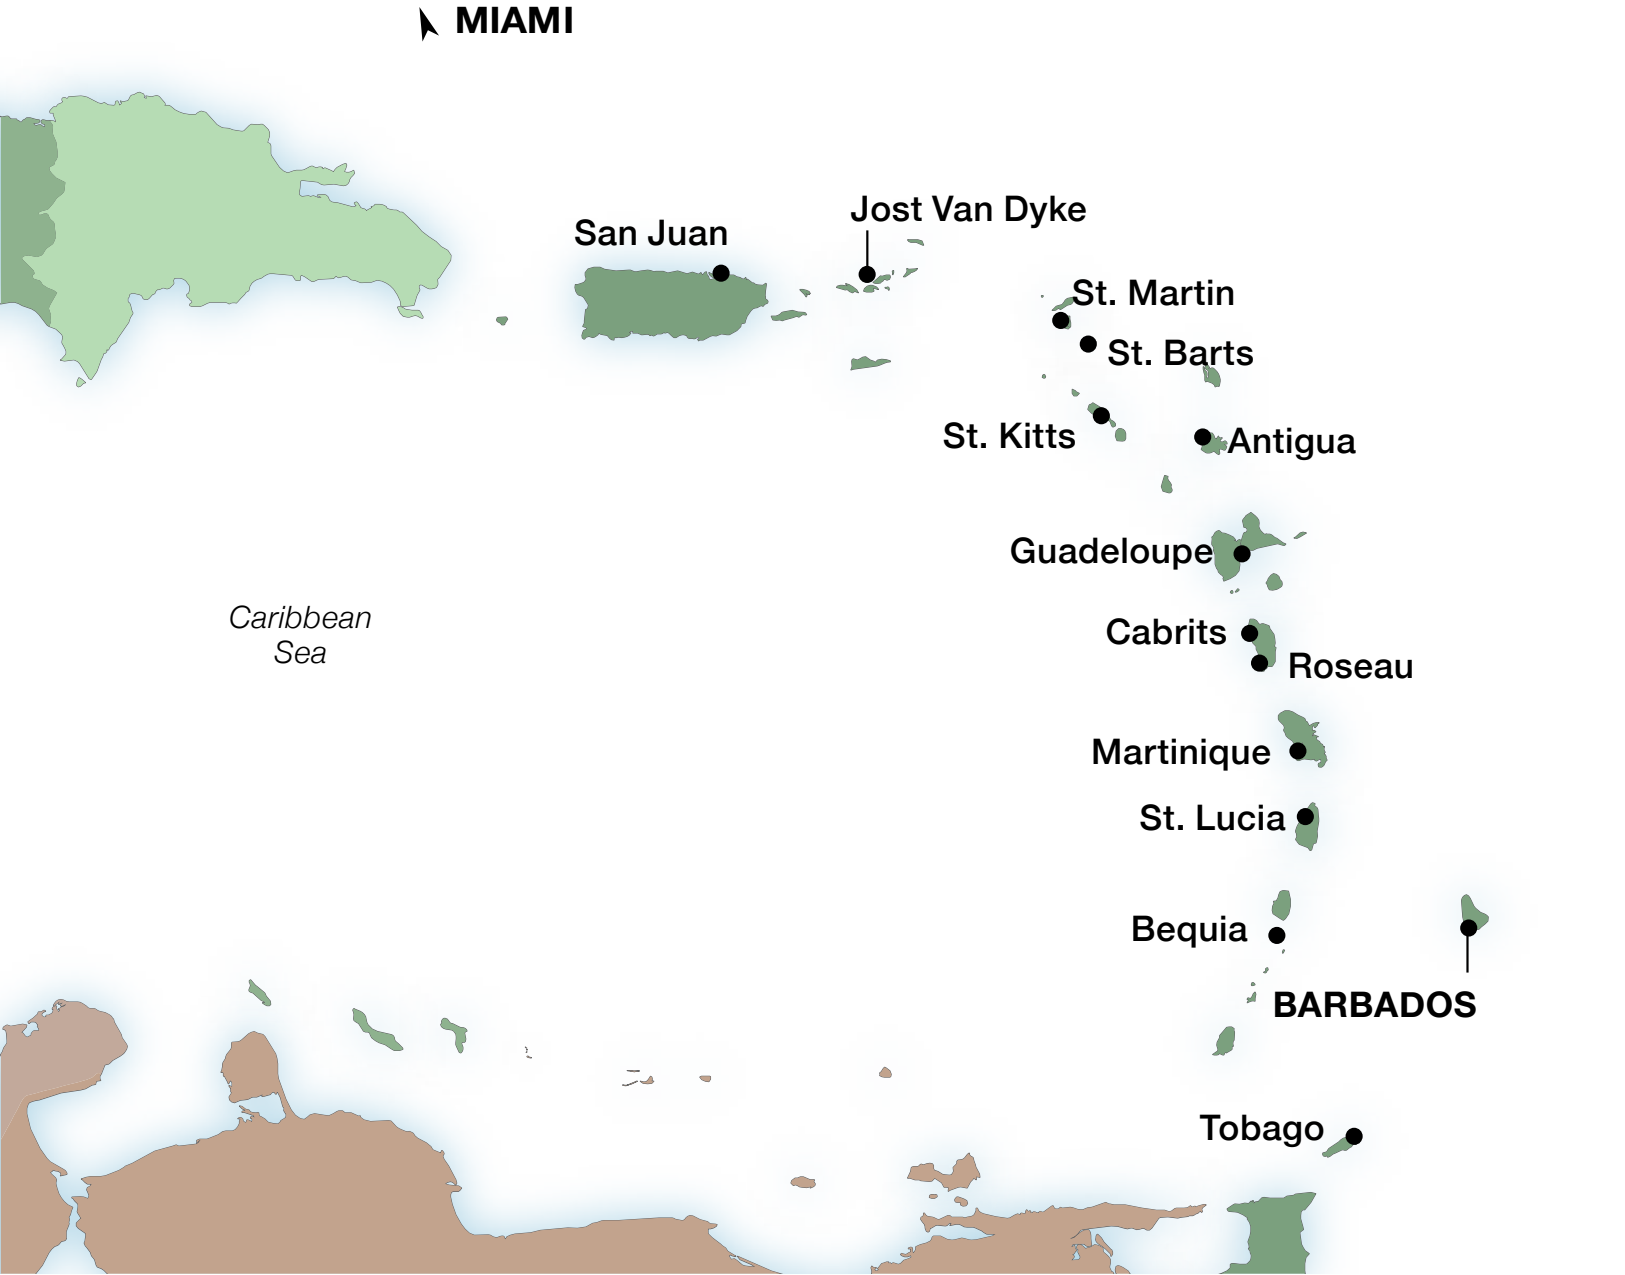 MIAMI
Jost Van Dyke
San Juan
St. Martin
St. Barts
St. Kitts
Antigua
Guadeloupe
Caribbean
Sea
Cabrits
Roseau
Martinique
St. Lucia
Bequia
BARBADOS
Tobago